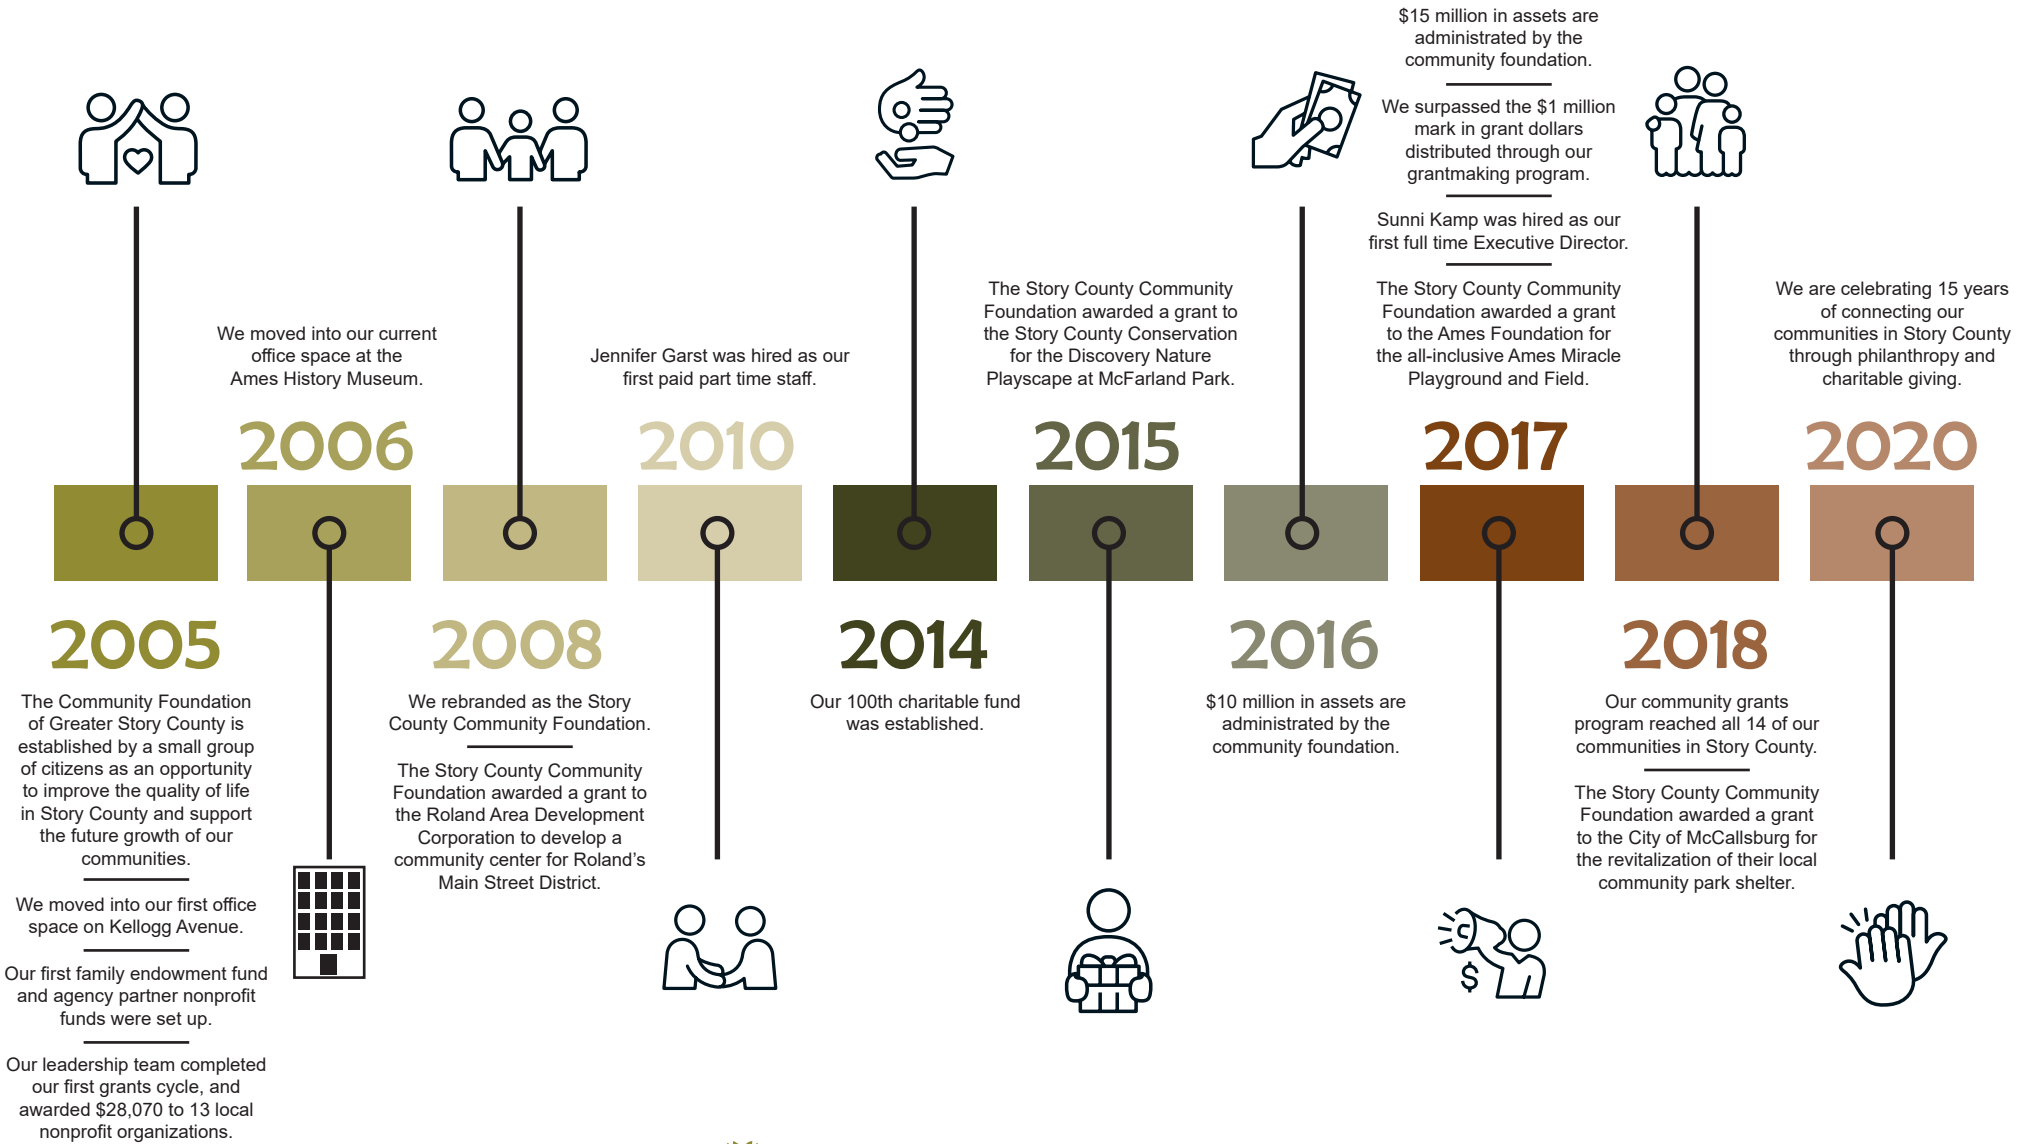 2005
The Community Foundation
of Greater Story County is
established by a small group
of citizens as an opportunity
to improve the quality of life
in Story County and support
the future growth of our
communities.
We moved into our first office
space on Kellogg Avenue.
Our first family endowment fund
and agency partner nonprofit
funds were set up.
Our leadership team completed
our first grants cycle, and
awarded $28,070 to 13 local
nonprofit organizations.
We moved into our current
office space at the
Ames History Museum.
2006
2008
We rebranded as the Story
County Community Foundation.
The Story County Community
Foundation awarded a grant to
the Roland Area Development
Corporation to develop a
community center for Roland’s
Main Street District.
Jennifer Garst was hired as our
first paid part time staff.
2010
2014
Our 100th charitable fund
was established.
The Story County Community
Foundation awarded a grant to
the Story County Conservation
for the Discovery Nature
Playscape at McFarland Park.
2015
2016
$10 million in assets are
administrated by the
community foundation.
$15 million in assets are
administrated by the
community foundation.
We surpassed the $1 million
mark in grant dollars
distributed through our
grantmaking program.
Sunni Kamp was hired as our
first full time Executive Director.
The Story County Community
Foundation awarded a grant
to the Ames Foundation for
the all-inclusive Ames Miracle
Playground and Field.
2017
$
2018
Our community grants
program reached all 14 of our
communities in Story County.
The Story County Community
Foundation awarded a grant
to the City of McCallsburg for
the revitalization of their local
community park shelter.
We are celebrating 15 years
of connecting our
communities in Story County
through philanthropy and
charitable giving.
2020